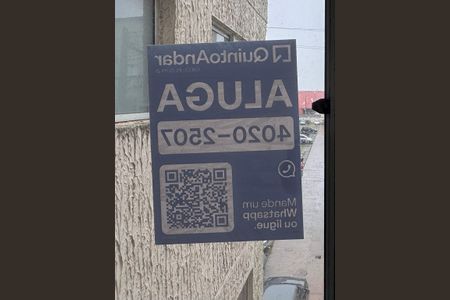 QuintoAndar
ALUGA
4020-2507
Mande um
Whatsapp
ou ligue.